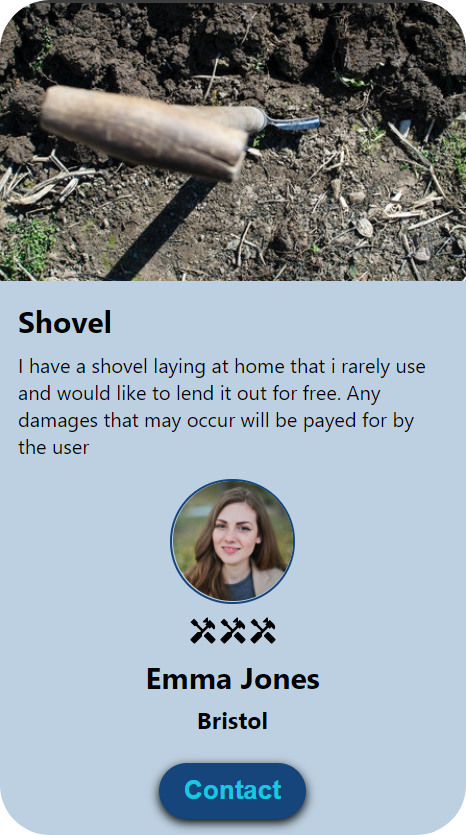 Shovel
I have a shovel laying at home that i rarely use
and would like to lend it out for free. Any
damages that may occur will be payed for by
the user
Emma Jones
Bristol
Contact